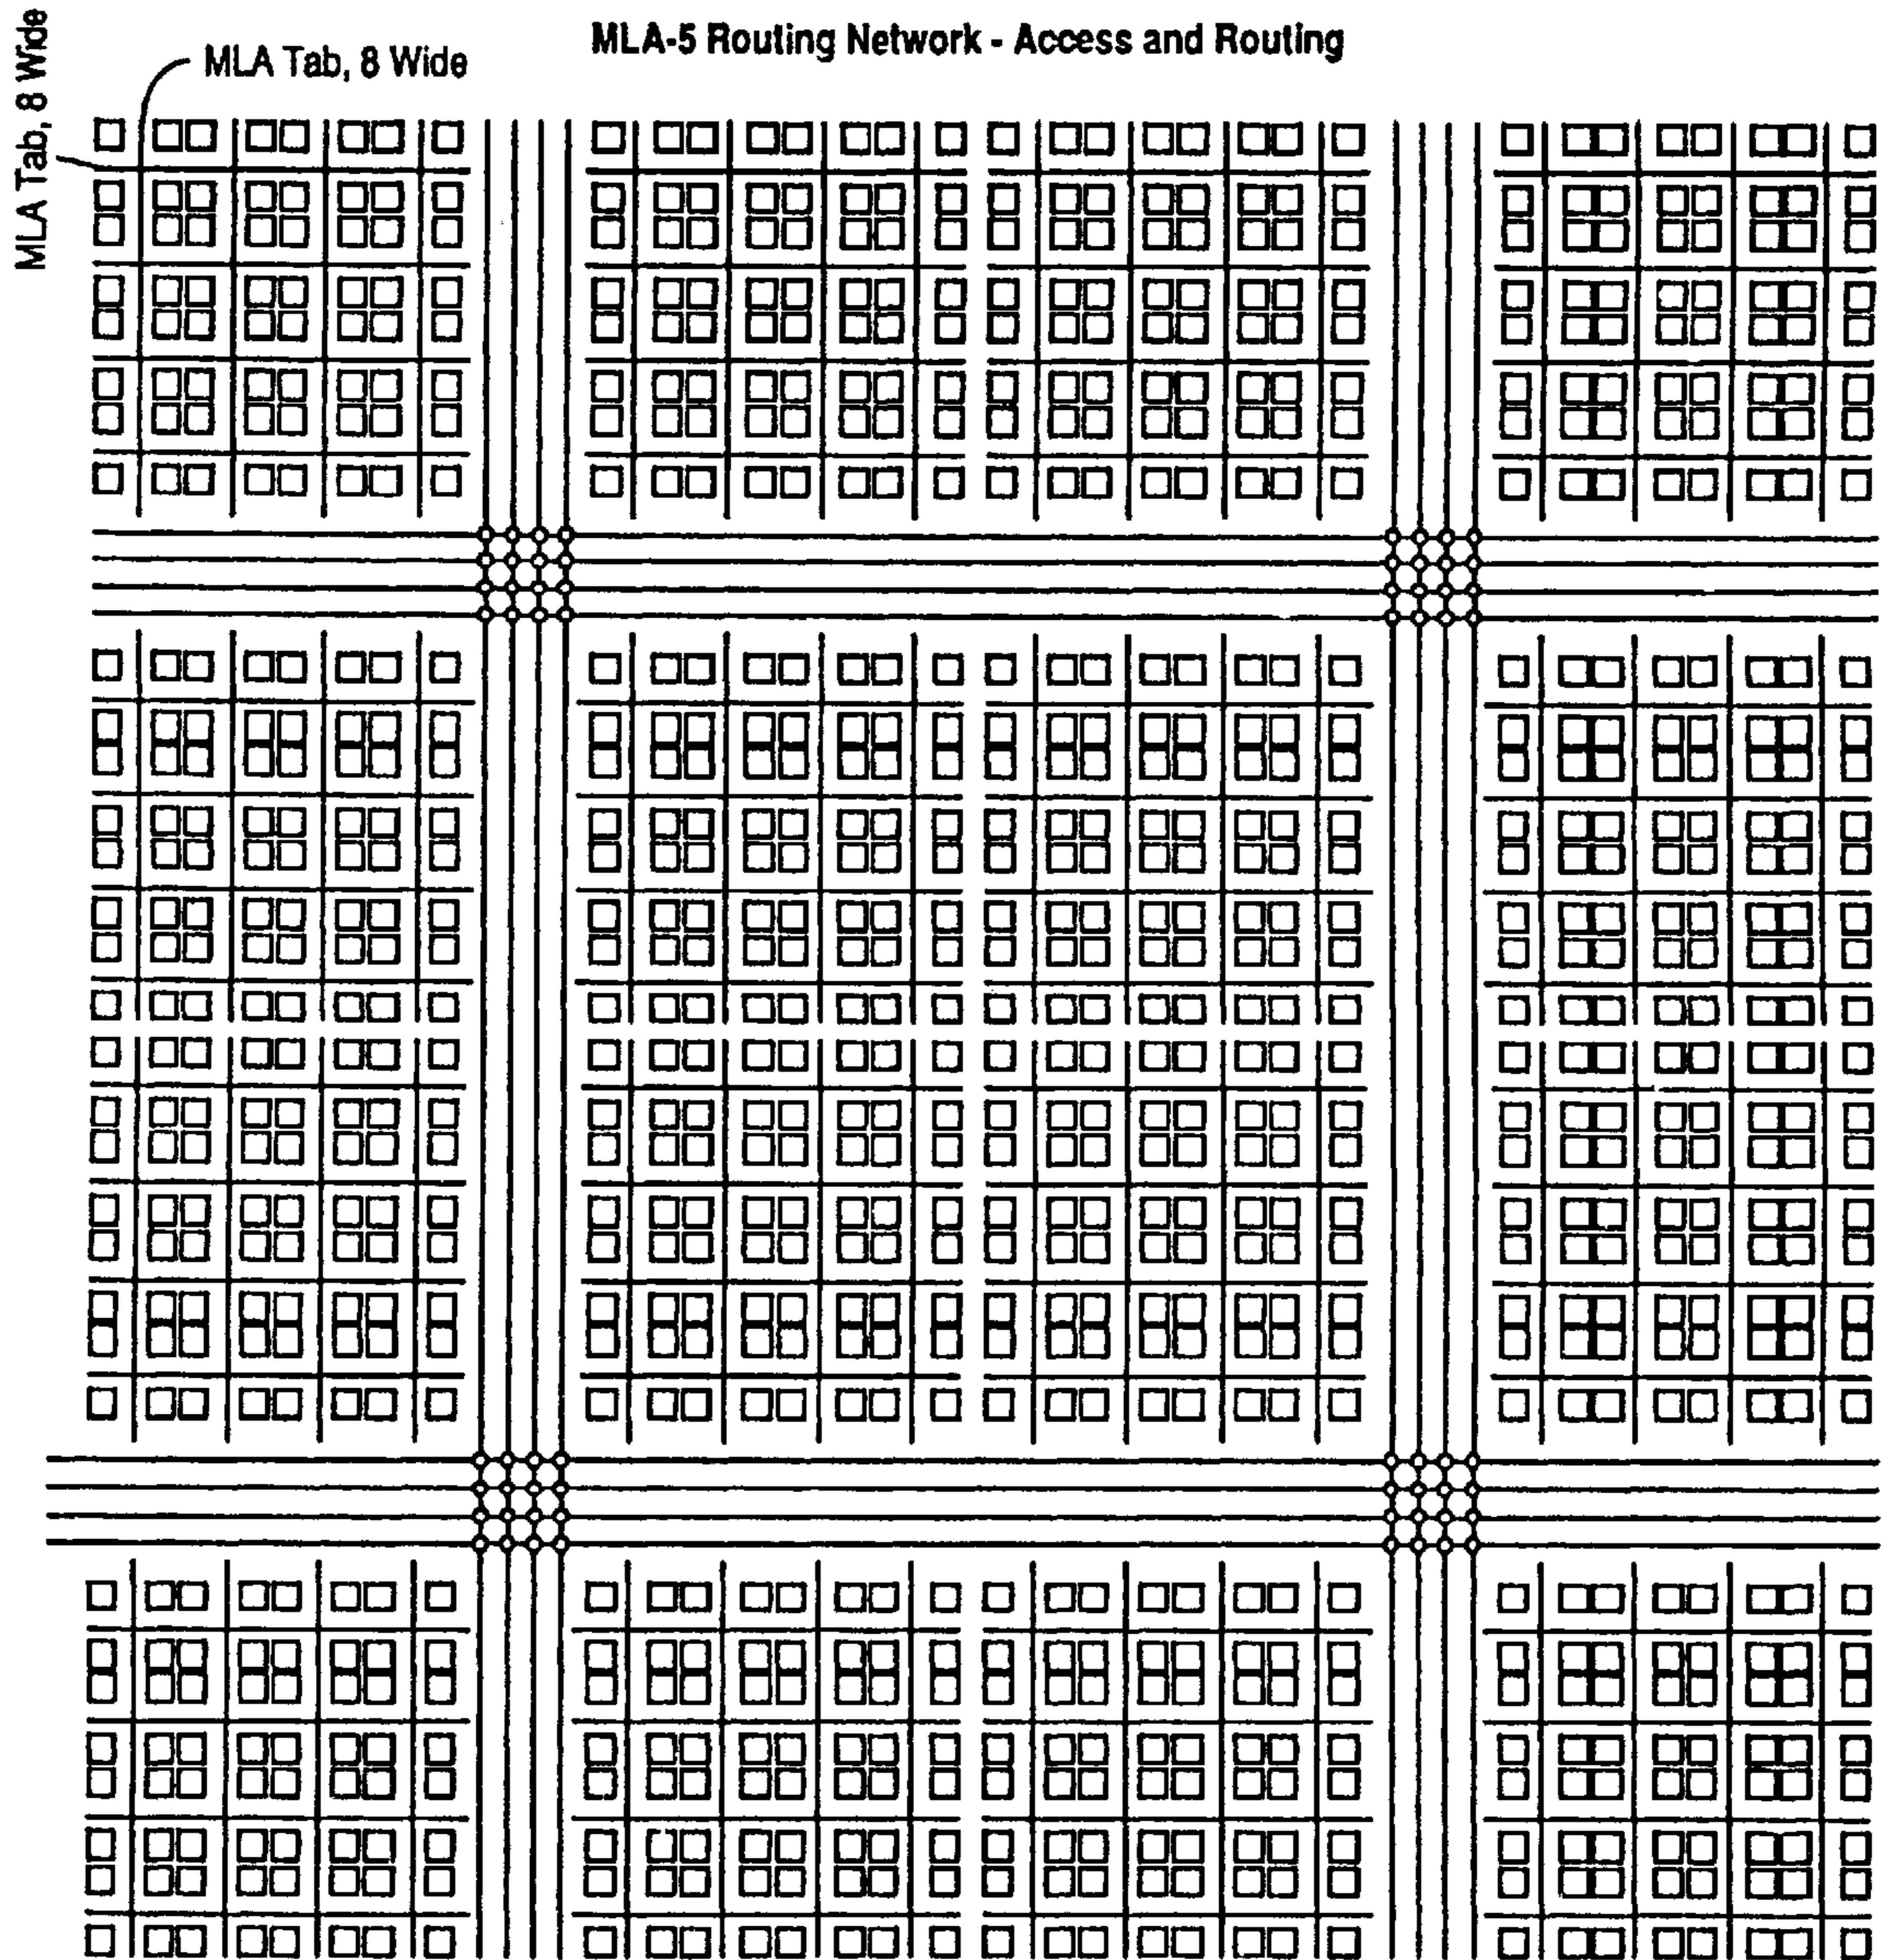 MLA-5 Routing Network - Access and Routing
MLA Tab, 8 Wide
MLA Tab, 8 Wide